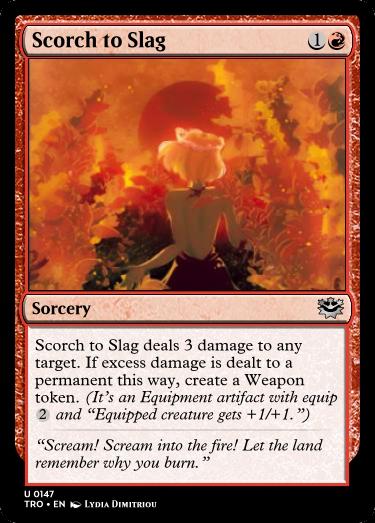 Scorch to Slag 1
Sorcery
Scorch to Slag deals 3 damage to any
target. If excess damage is dealt to a
permanent this way, create a Weapon
token. (It's an Equipment artifact with equip
2 and “Equipped creature gets +1/+1.”)
“Scream! Scream into the fire! Let the land
remember why you burn.”
U 0147
TRO • EN Lydia Dimitriou